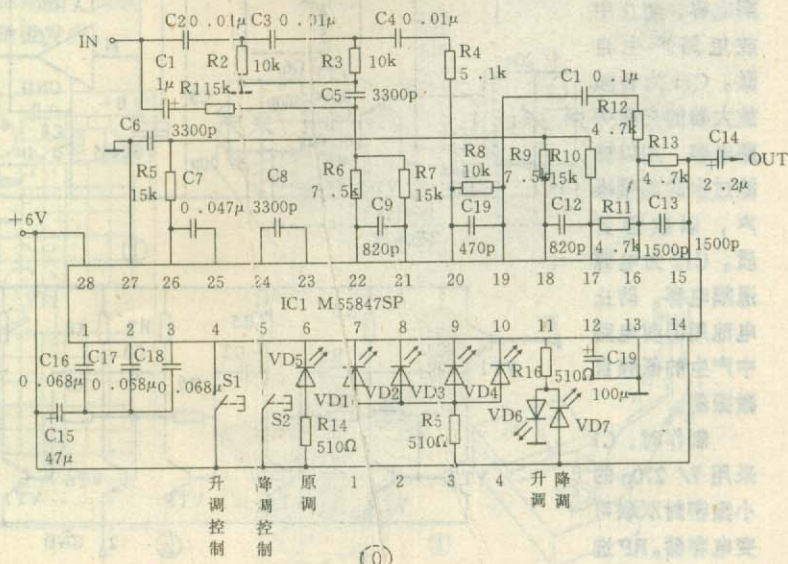 C2 0.01μ C3 0.01μ C4 0.01μ
IN
R2 10k
R3 10k
R4 5.1k
C1 1μ
R115k
C5 3300p
C1 0.1μ
R12 4.7k
C6 3300p
R13 4.7k
C14 2.2μ
OUT
R5 15k
C7 0.047μ
C8 3300p
R6 7.5k
R7 15k
R8 10k
R9 7.5k
R10 15k
C9 820p
C19 470p
C12 820p
R11 4.7k
C13 1500p
1500p
+6V
28 27 26 25 24 23 22 21 20 19 18 17 16 15
IC1 M55847SP
1 2 3 4 5 6 7 8 9 10 11 12 13 14
C16 0.068μ
C17 0.068μ
C18 0.068μ
C15 47μ
S1
S2
VD5
VD1
VD2
VD3
VD4
R14 510Ω
R5 510Ω
R16 510Ω
C19 100μ
VD6
VD7
升调控制
降调控制
原调
1 2 3 4
升调
降调